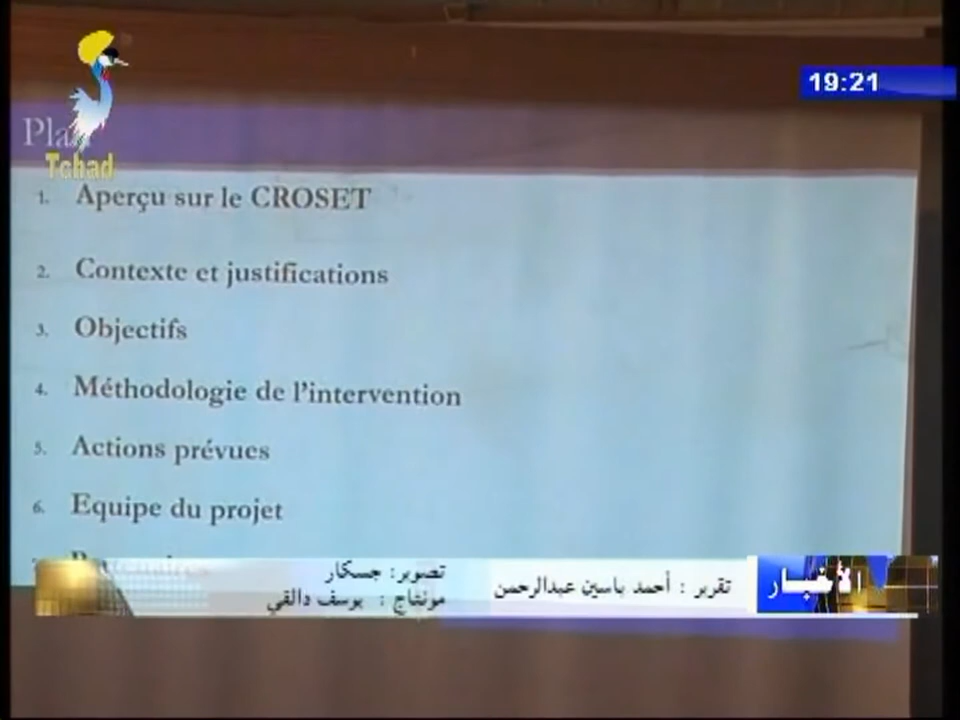 19:21
Plan
Tchad
1. Aperçu sur le CROSET
2. Contexte et justifications
3. Objectifs
4. Méthodologie de l'intervention
5. Actions prévues
6. Equipe du projet
الأخبار
تقرير : أحمد ياسين عبدالرحمن
تصوير: جسكار
مونتاج : يوسف دالقي